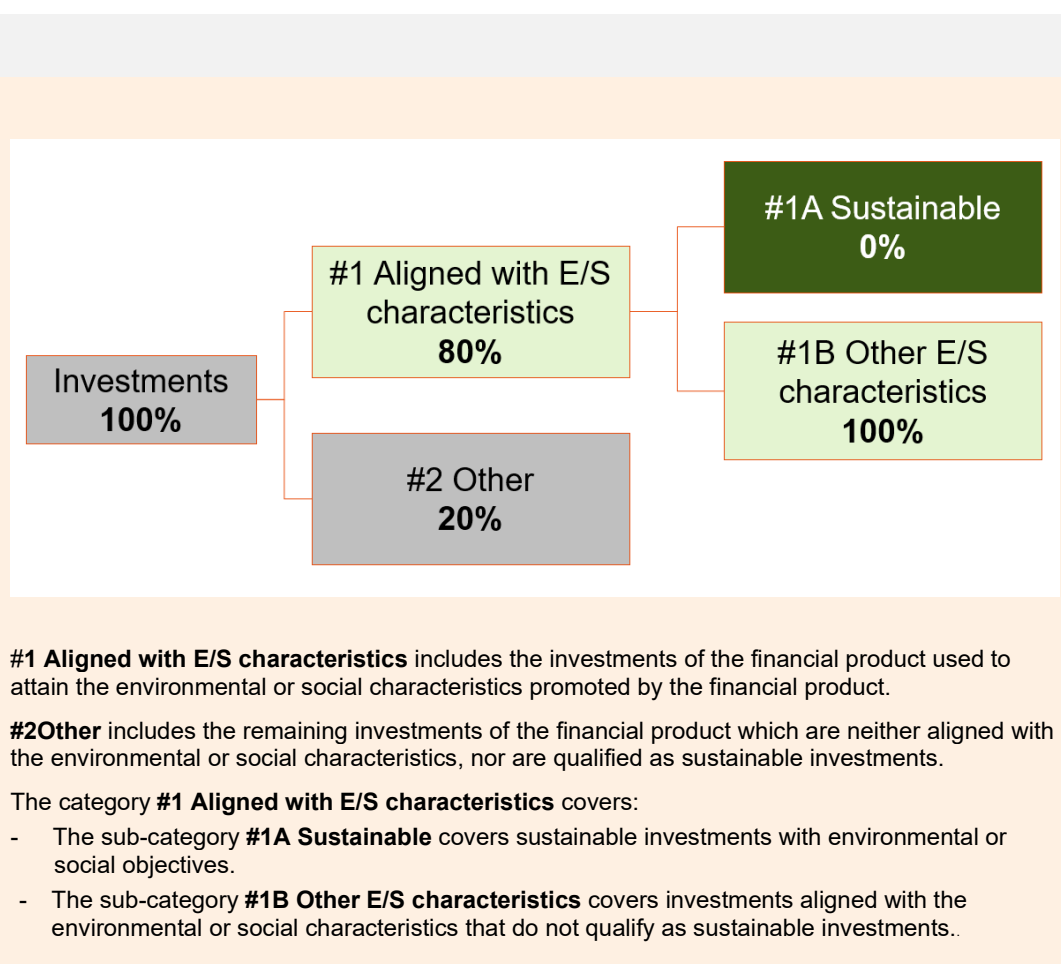 #1A Sustainable
0%
#1 Aligned with E/S
characteristics
80%
#1B Other E/S
characteristics
100%
Investments
100%
#2 Other
20%
#1 Aligned with E/S characteristics includes the investments of the financial product used to
attain the environmental or social characteristics promoted by the financial product.
#2Other includes the remaining investments of the financial product which are neither aligned with
the environmental or social characteristics, nor are qualified as sustainable investments.
The category #1 Aligned with E/S characteristics covers:
- The sub-category #1A Sustainable covers sustainable investments with environmental or
social objectives.
- The sub-category #1B Other E/S characteristics covers investments aligned with the
environmental or social characteristics that do not qualify as sustainable investments..